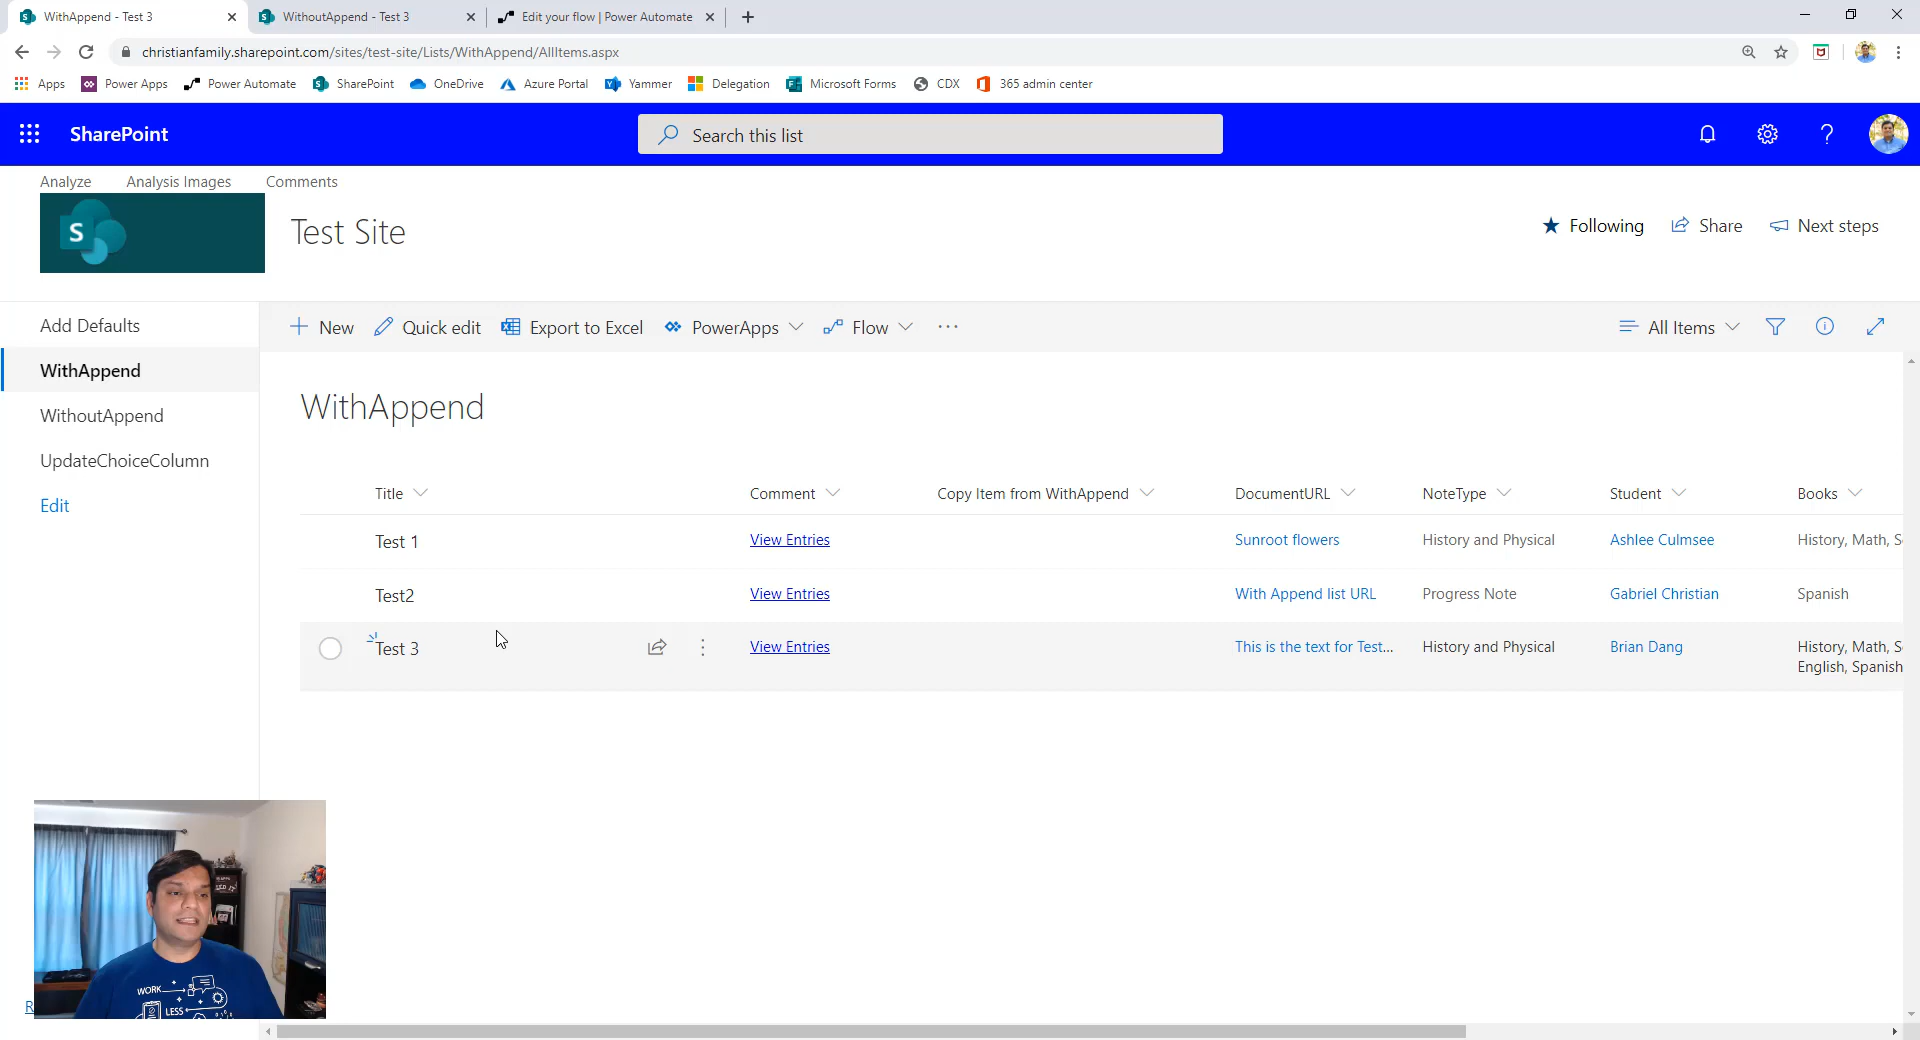 WithAppend - Test 3
WithoutAppend - Test 3
Edit your flow | Power Automate
christianfamily.sharepoint.com/sites/test-site/Lists/WithAppend/AllItems.aspx
Apps
Power Apps
Power Automate
SharePoint
OneDrive
Azure Portal
Yammer
Delegation
Microsoft Forms
CDX
365 admin center
SharePoint
Search this list
Analyze
Analysis Images
Comments
S
Test Site
Following
Share
Next steps
Add Defaults
WithAppend
WithoutAppend
UpdateChoiceColumn
Edit
New
Quick edit
Export to Excel
PowerApps
Flow
All Items
WithAppend
Title Comment Copy Item from WithAppend DocumentURL NoteType Student Books
Test 1 View Entries Sunroot flowers History and Physical Ashlee Culmsee History, Math, S
Test2 View Entries With Append list URL Progress Note Gabriel Christian Spanish
Test 3 View Entries This is the text for Test... History and Physical Brian Dang History, Math, S
English, Spanish
WORK
LESS